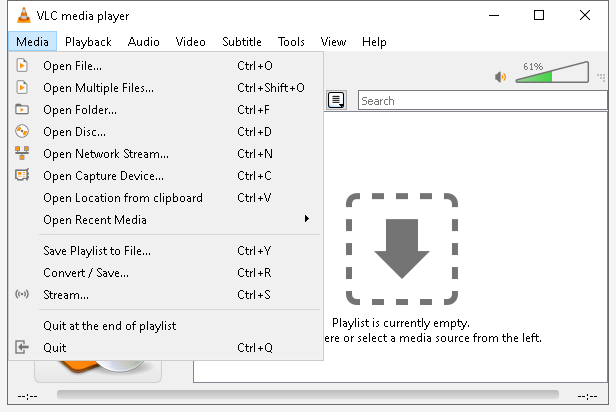 VLC media player
Media Playback Audio Video Subtitle Tools View Help
Open File... Ctrl+O
Open Multiple Files... Ctrl+Shift+O
61%
Open Folder... Ctrl+F
Search
Open Disc... Ctrl+D
Open Network Stream... Ctrl+N
Open Capture Device... Ctrl+C
Open Location from clipboard Ctrl+V
Open Recent Media
Save Playlist to File... Ctrl+Y
Convert / Save... Ctrl+R
Stream... Ctrl+S
Quit at the end of playlist
Quit Ctrl+Q
Playlist is currently empty.
ere or select a media source from the left.
--:-- --:--